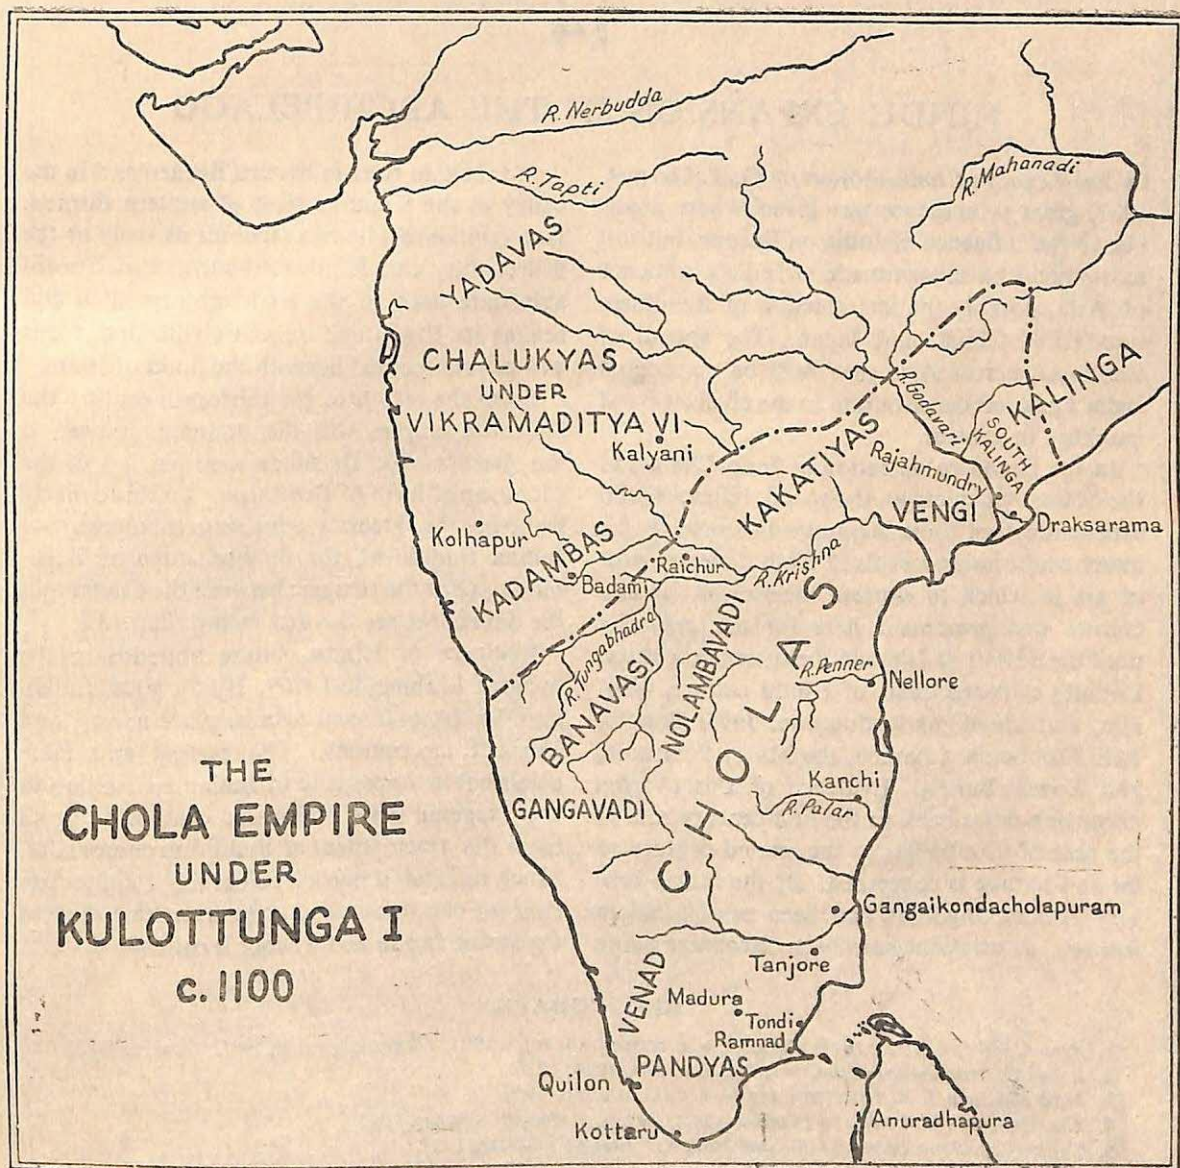 R. Nerbudda
R. Tapti
R. Mahanadi
YADAVAS
CHALUKYAS
UNDER
VIKRAMADITYA VI
Kalyani
R. Godavari
KALINGA
SOUTH
KALINGA
KAKATIYAS
Rajahmundry
VENGI
Draksarama
Kolhapur
KADAMBAS
Badami
Raichur
R. Krishna
R. Tungabhadra
BANAVASI
NOLAMBAVADI
CHOLAS
R. Penner
Nellore
GANGAVADI
Kanchi
R. Palar
THE
CHOLA EMPIRE
UNDER
KULOTTUNGA I
c. 1100
Gangaikondacholapuram
Tanjore
VENAD
Madura
Tondi
Ramnad
PANDYAS
Quilon
Kottaru
Anuradhapura